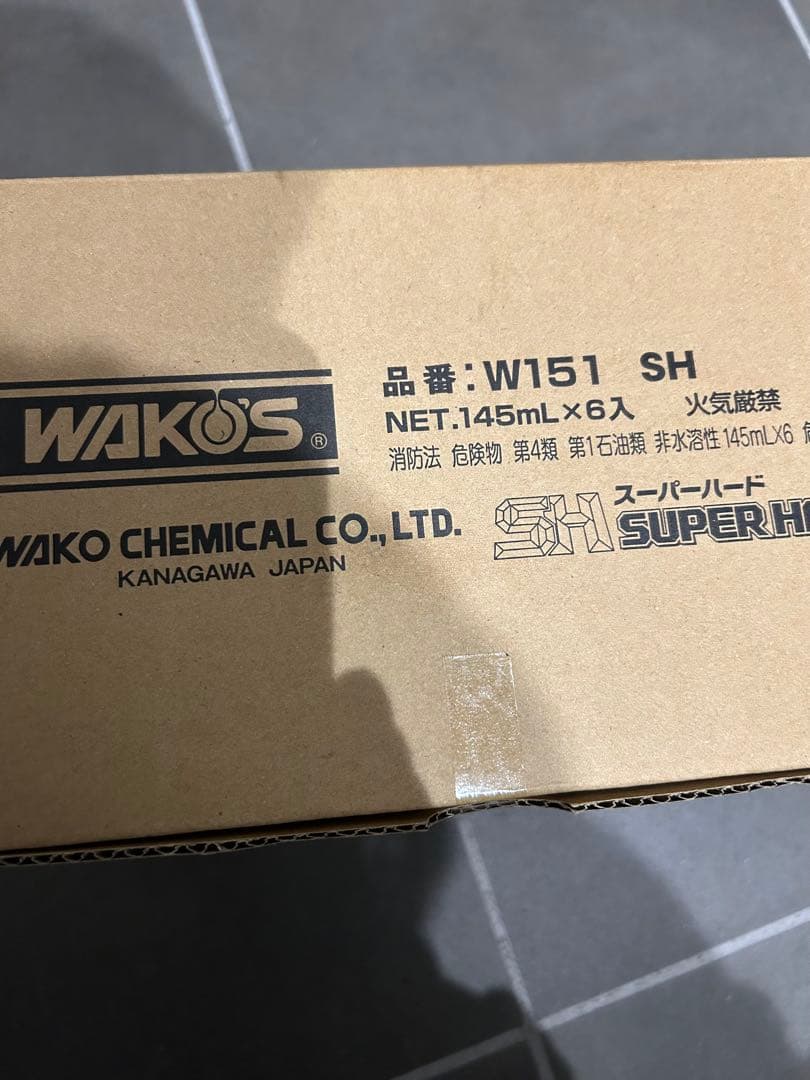 WAKO'S ®
WAKO CHEMICAL CO., LTD.
KANAGAWA JAPAN
品番:W151 SH
NET.145mL×6入 火気厳禁
消防法 危険物 第4類 第1石油類 非水溶性 145mLX6
スーパーハード
SH SUPER